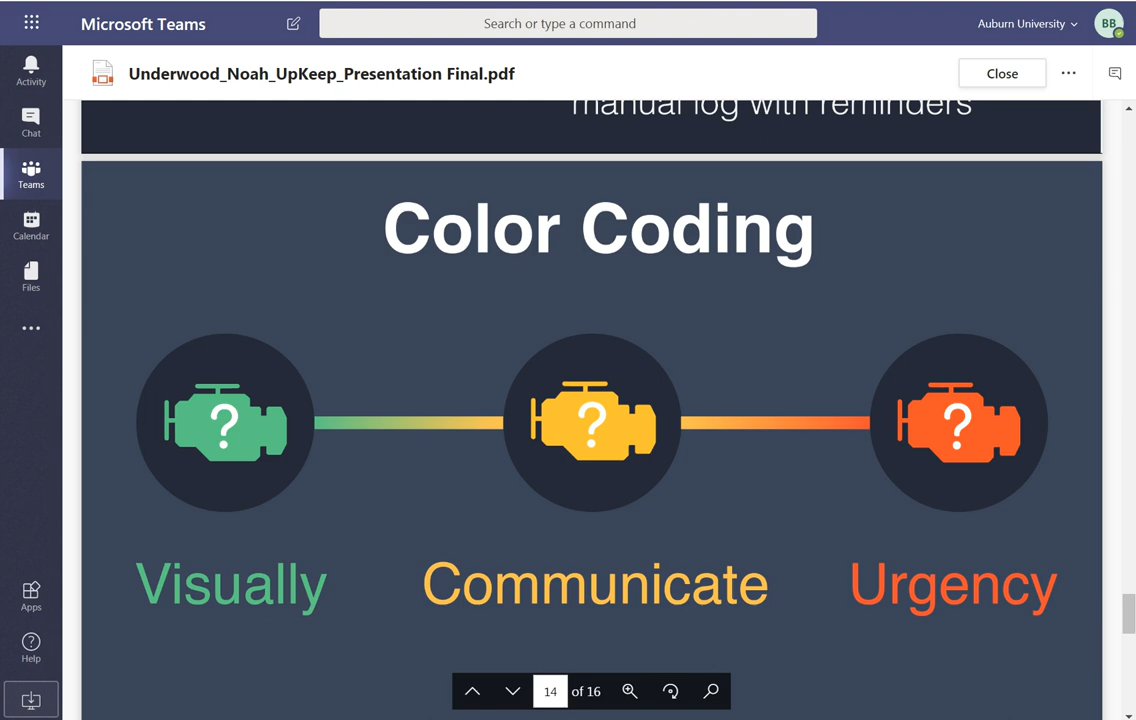 Microsoft Teams
Search or type a command
Auburn University
BB
Activity
Chat
Teams
Calendar
Files
Apps
Help
Underwood_Noah_UpKeep_Presentation Final.pdf
Close
manual log with reminders
Color Coding
? ? ?
Visually Communicate Urgency
14 of 16